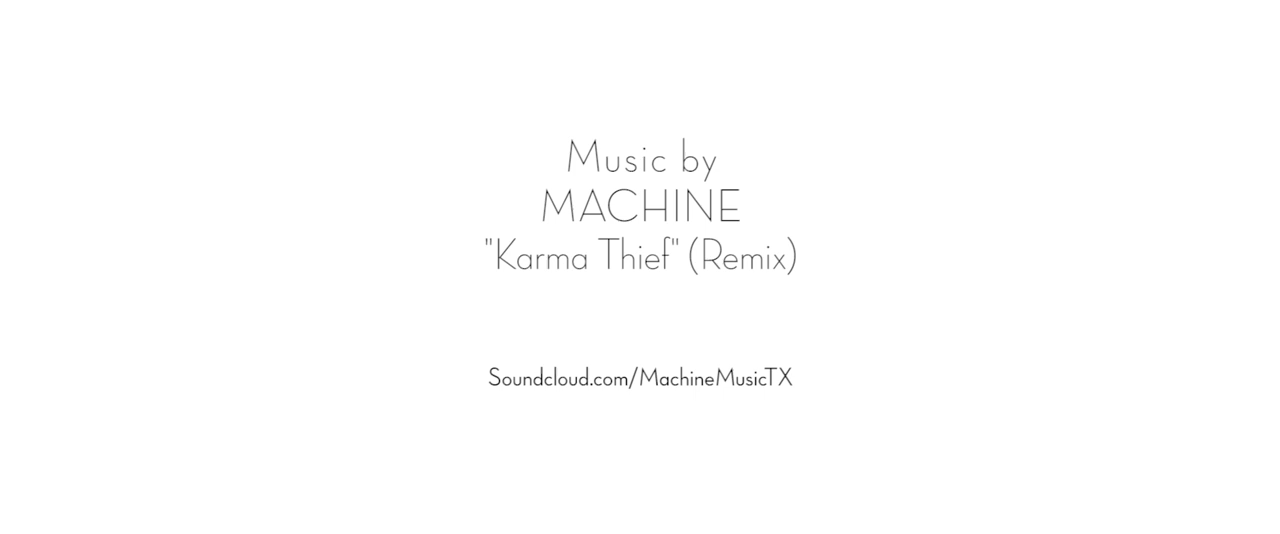 Music by
MACHINE
"Karma Thief" (Remix)
Soundcloud.com/MachineMusicTX